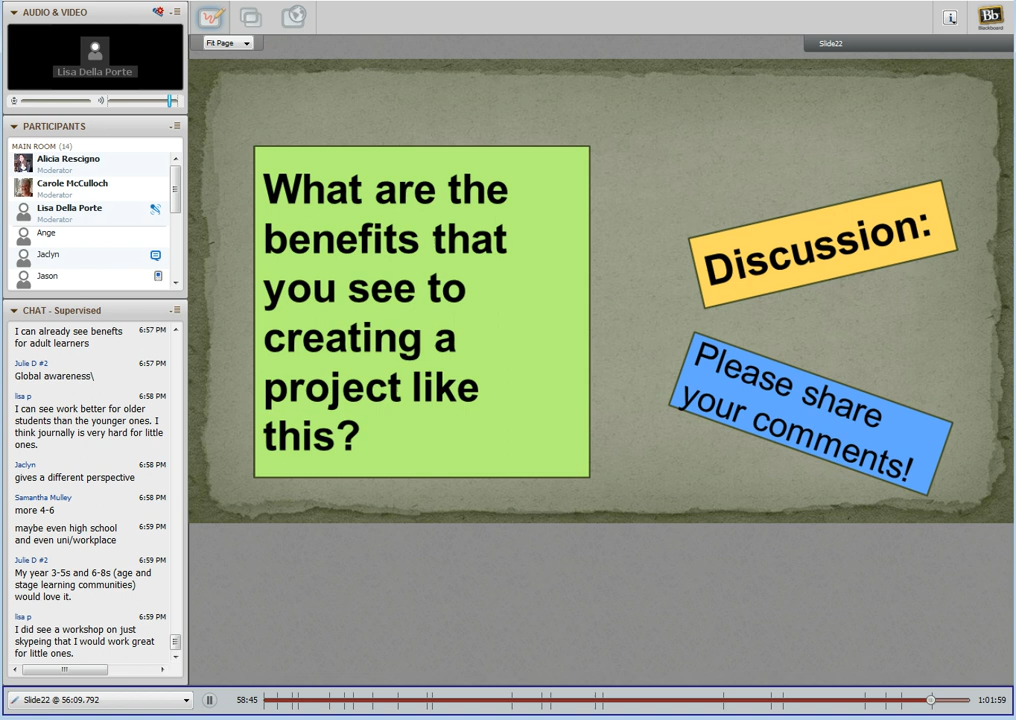 AUDIO & VIDEO
Lisa Della Porte
PARTICIPANTS
MAIN ROOM (14)
Alicia Rescigno
Moderator
Carole McCulloch
Moderator
Lisa Della Porte
Moderator
Ange
Jaclyn
Jason
CHAT - Supervised
I can already see benefts 6:57 PM
for adult learners
Julie D #2 6:57 PM
Global awareness\
lisa p 6:58 PM
I can see work better for older
students than the younger ones. I
think journally is very hard for little
ones.
Jaclyn 6:58 PM
gives a different perspective
Samantha Mulley 6:58 PM
more 4-6
maybe even high school 6:59 PM
and even uni/workplace
Julie D #2 6:59 PM
My year 3-5s and 6-8s (age and
stage learning communities)
would love it.
lisa p 6:59 PM
I did see a workshop on just
skypeing that I would work great
for little ones.
Fit Page
Slide22
i
Bb
Blackboard
What are the
benefits that
you see to
creating a
project like
this?
Discussion:
Please share
your comments!
Slide22 @ 56:09.792
58:45
1:01:59